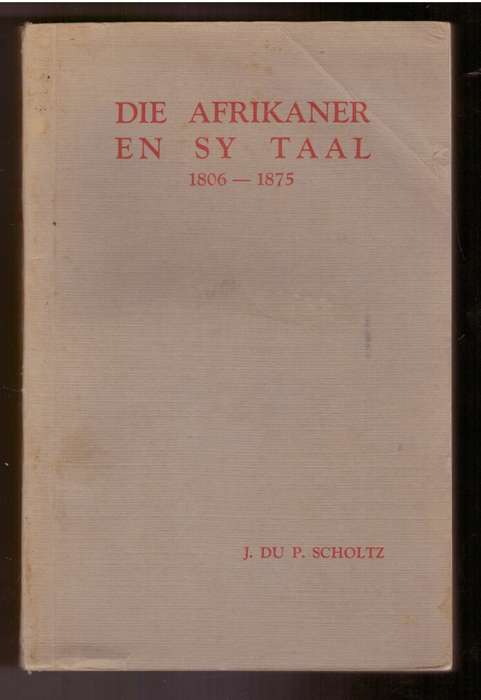 DIE AFRIKANER
EN SY TAAL
1806 — 1875
J. DU P. SCHOLTZ